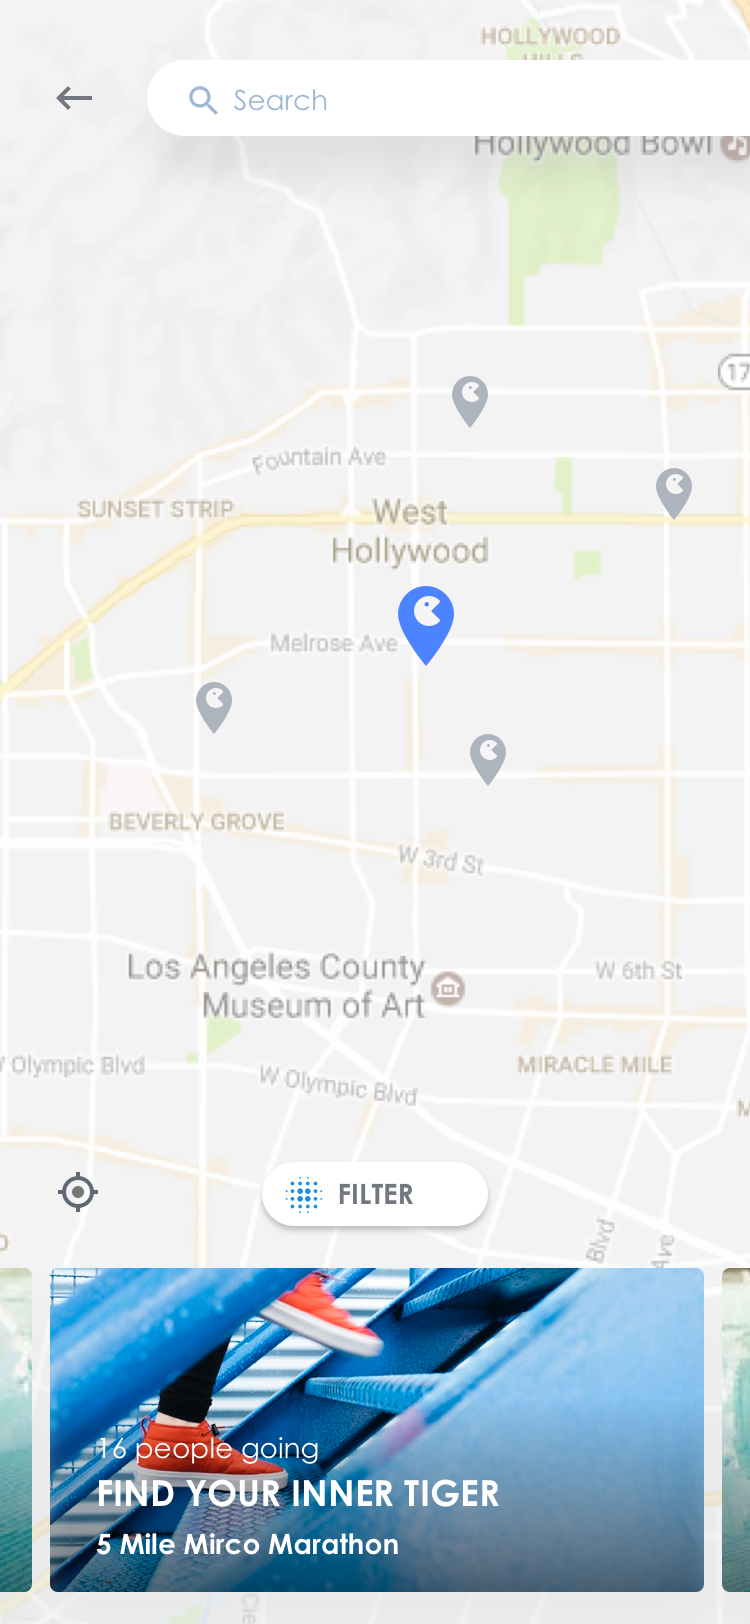 HOLLYWOOD
HILLS
Search
Hollywood Bowl
17
Fountain Ave
SUNSET STRIP
West
Hollywood
Melrose Ave
BEVERLY GROVE
W 3rd St
Los Angeles County
Museum of Art
W 6th St
Olympic Blvd
MIRACLE MILE
W Olympic Blvd
FILTER
Blvd
Ave
16 people going
FIND YOUR INNER TIGER
5 Mile Mirco Marathon